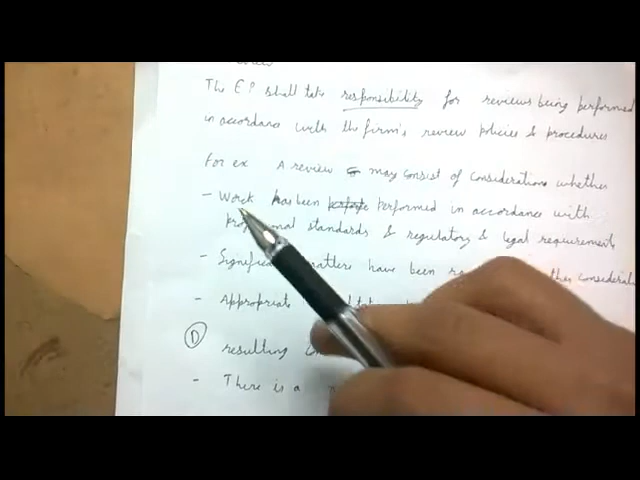 The E P shall take responsibility for reviews being performed
in accordance with the firm's review policies & procedures
For ex A review may consist of consideration whether
- Work has been performed in accordance with
professional standards & regulatory & legal requirements
- Significant matters have been
- Appropriate
D
resulting
- There is a